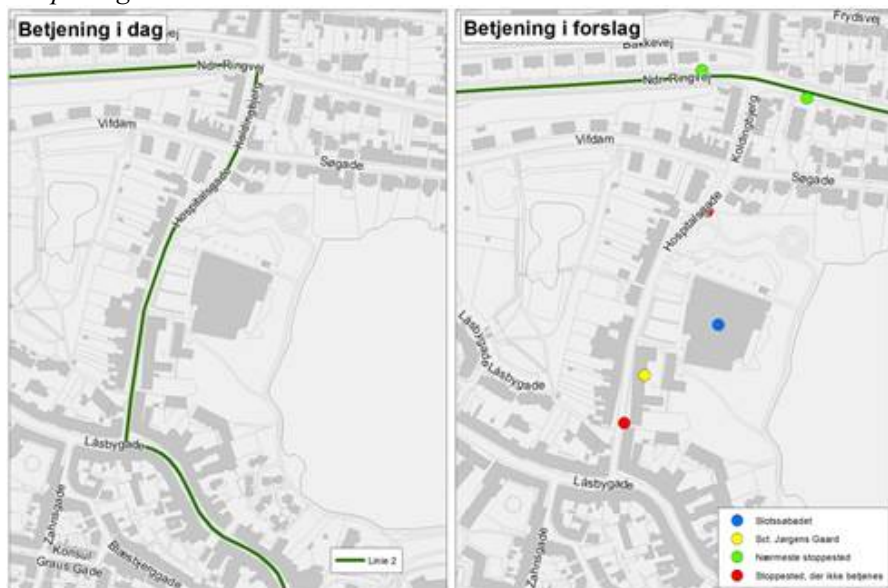 Betjening i dag
Ndr. Ringvej
Vifdam
Koldingbjerg
Søgade
Hospitalsgade
Låsbygade
Zahnsgade
Konsul
Graus Gade
Blæsbjerggade
Linie 2
Betjening i forslag
Frydsvej
Bakkevej
Ndr. Ringvej
Koldingbjerg
Vifdam
Søgade
Hospitalsgade
Låsbygade
Låsbygade
Låsbygade
Zahnsgade
Slotssøbadet
Sct. Jørgens Gaard
Nærmeste stoppested
Stoppested, der ikke betjenes